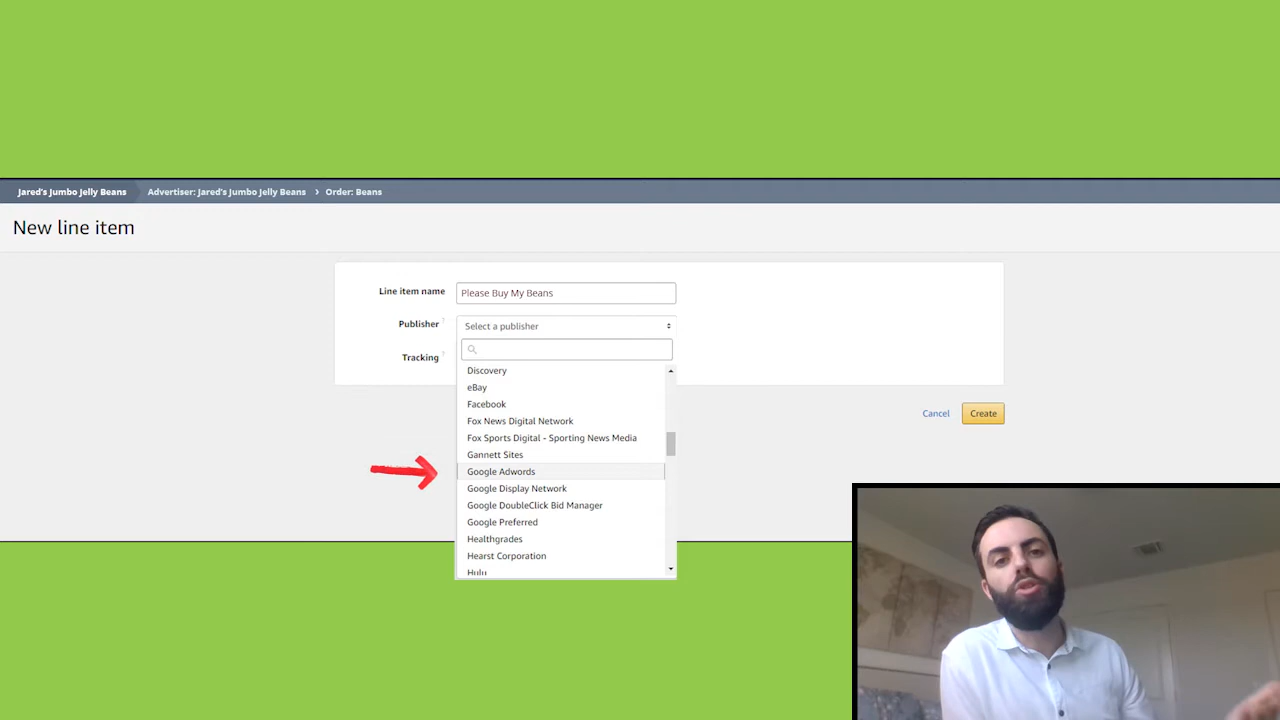 Jared's Jumbo Jelly Beans Advertiser: Jared's Jumbo Jelly Beans › Order: Beans
New line item
Line item name Please Buy My Beans
Publisher ? Select a publisher
Tracking ?
Discovery
eBay
Facebook
Fox News Digital Network
Fox Sports Digital - Sporting News Media
Gannett Sites
Google Adwords
Google Display Network
Google DoubleClick Bid Manager
Google Preferred
Healthgrades
Hearst Corporation
Hulu
Cancel Create